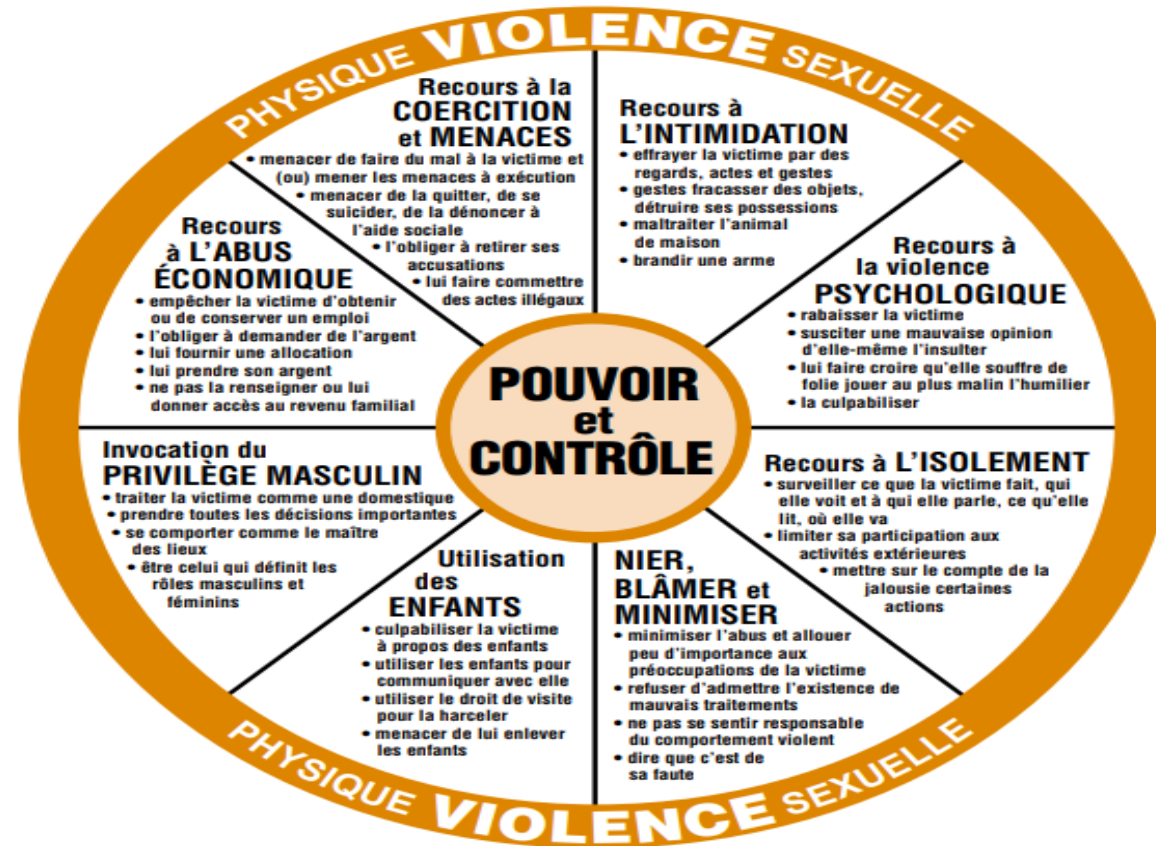 PHYSIQUE VIOLENCE SEXUELLE
Recours à la
COERCITION
et MENACES
• menacer de faire du mal à la victime et
(ou) mener les menaces à exécution
• menacer de la quitter, de se
suicider, de la dénoncer à
l'aide sociale
• l'obliger à retirer ses
accusations
• lui faire commettre
des actes illégaux
Recours à
L'INTIMIDATION
• effrayer la victime par des
regards, actes et gestes
• gestes fracasser des objets,
détruire ses possessions
• maltraiter l'animal
de maison
• brandir une arme
Recours à
la violence
PSYCHOLOGIQUE
• rabaisser la victime
• susciter une mauvaise opinion
d'elle-même l'insulter
• lui faire croire qu'elle souffre de
folie jouer au plus malin l'humilier
• la culpabiliser
Recours à L'ISOLEMENT
• surveiller ce que la victime fait, qui
elle voit et à qui elle parle, ce qu'elle
lit, où elle va
• limiter sa participation aux
activités extérieures
• mettre sur le compte de la
jalousie certaines
actions
NIER,
BLÂMER et
MINIMISER
• minimiser l'abus et allouer
peu d'importance aux
préoccupations de la victime
• refuser d'admettre l'existence de
mauvais traitements
• ne pas se sentir responsable
du comportement violent
• dire que c'est de
sa faute
Utilisation
des
ENFANTS
• culpabiliser la victime
à propos des enfants
• utiliser les enfants pour
communiquer avec elle
• utiliser le droit de visite
pour la harceler
• menacer de lui enlever
les enfants
Invocation du
PRIVILÈGE MASCULIN
• traiter la victime comme une domestique
• prendre toutes les décisions importantes
• se comporter comme le maître
des lieux
• être celui qui définit les
rôles masculins et
féminins
Recours
à L'ABUS
ÉCONOMIQUE
• empêcher la victime d'obtenir
ou de conserver un emploi
• l'obliger à demander de l'argent
• lui fournir une allocation
• lui prendre son argent
• ne pas la renseigner ou lui
donner accès au revenu familial
POUVOIR
et
CONTRÔLE
PHYSIQUE VIOLENCE SEXUELLE